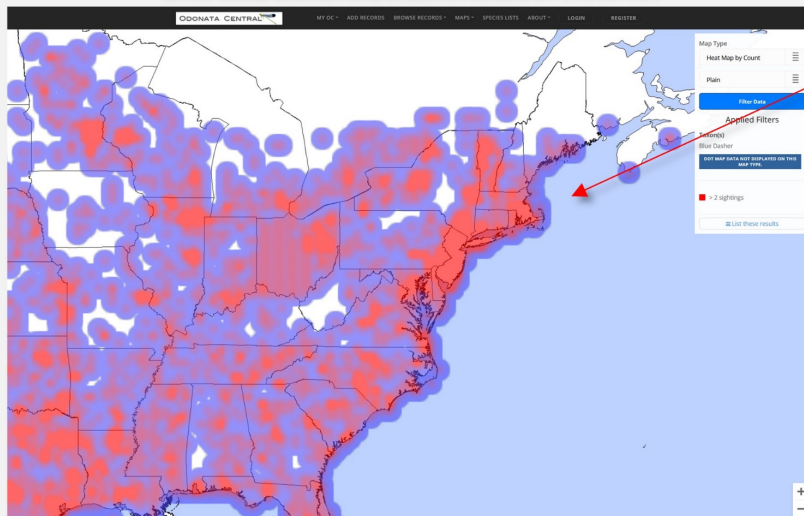 ODONATA CENTRAL MY OC ADD RECORDS BROWSE RECORDS MAPS SPECIES LISTS ABOUT LOGIN REGISTER
Map Type
Heat Map by Count
Plain
Filter Data
Applied Filters
Taxon(s)
Blue Dasher
DOT MAP DATA NOT DISPLAYED ON THIS
MAP TYPE.
> 2 sightings
List these results
+
−